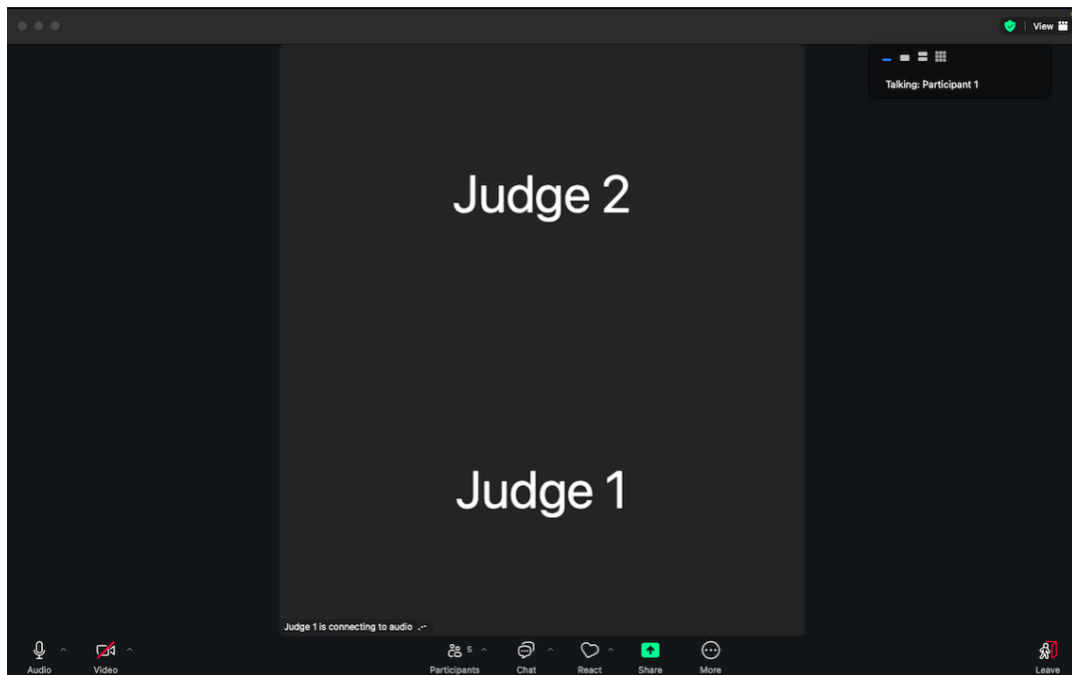 View
Talking: Participant 1
Judge 2
Judge 1
Judge 1 is connecting to audio
5
Audio
Video
Participants
Chat
React
Share
More
Leave